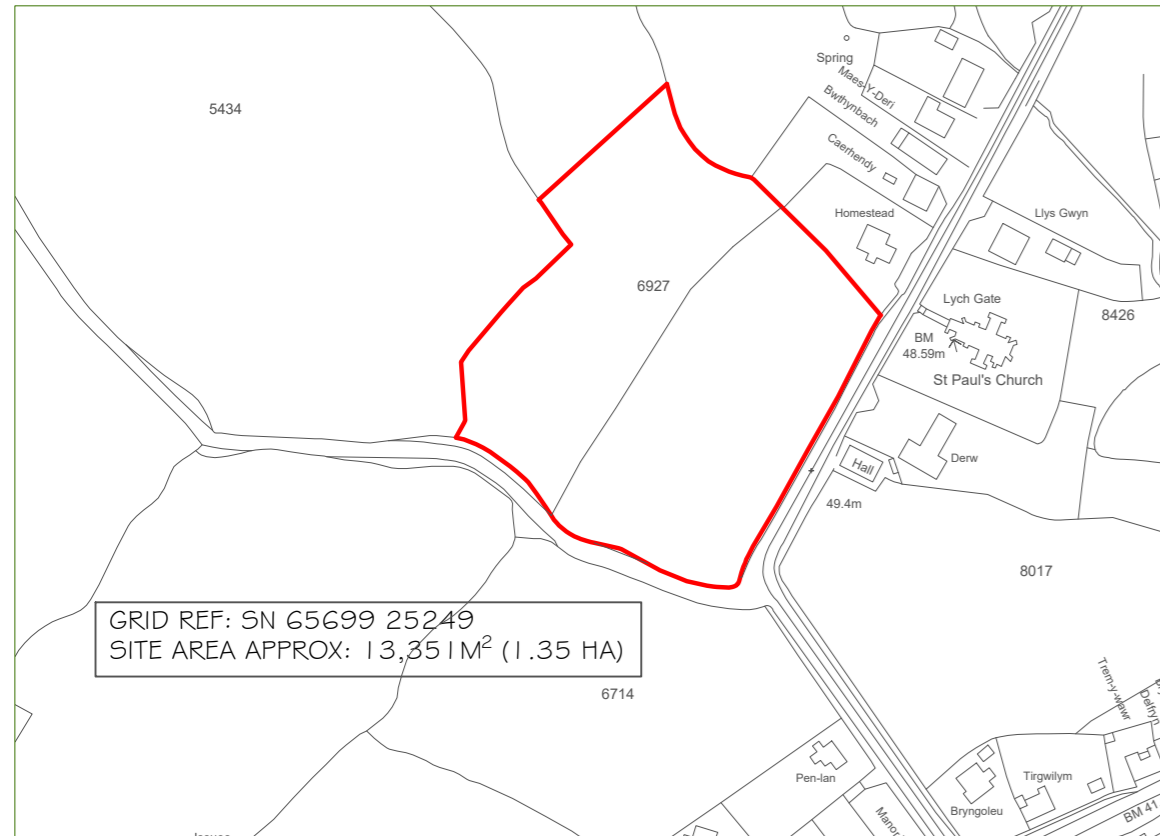 Spring
Maes-Y-Deri
5434
Bwthynbach
Caerhendy
Homestead
Llys Gwyn
6927
Lych Gate
8426
BM
48.59m
St Paul's Church
Derw
Hall
49.4m
8017
GRID REF: SN 65699 25249
SITE AREA APPROX: 13,351M² (1.35 HA)
6714
Trem-y-wawr
Delfryn
Pen-lan
Tirgwilym
Bryngoleu
BM 41